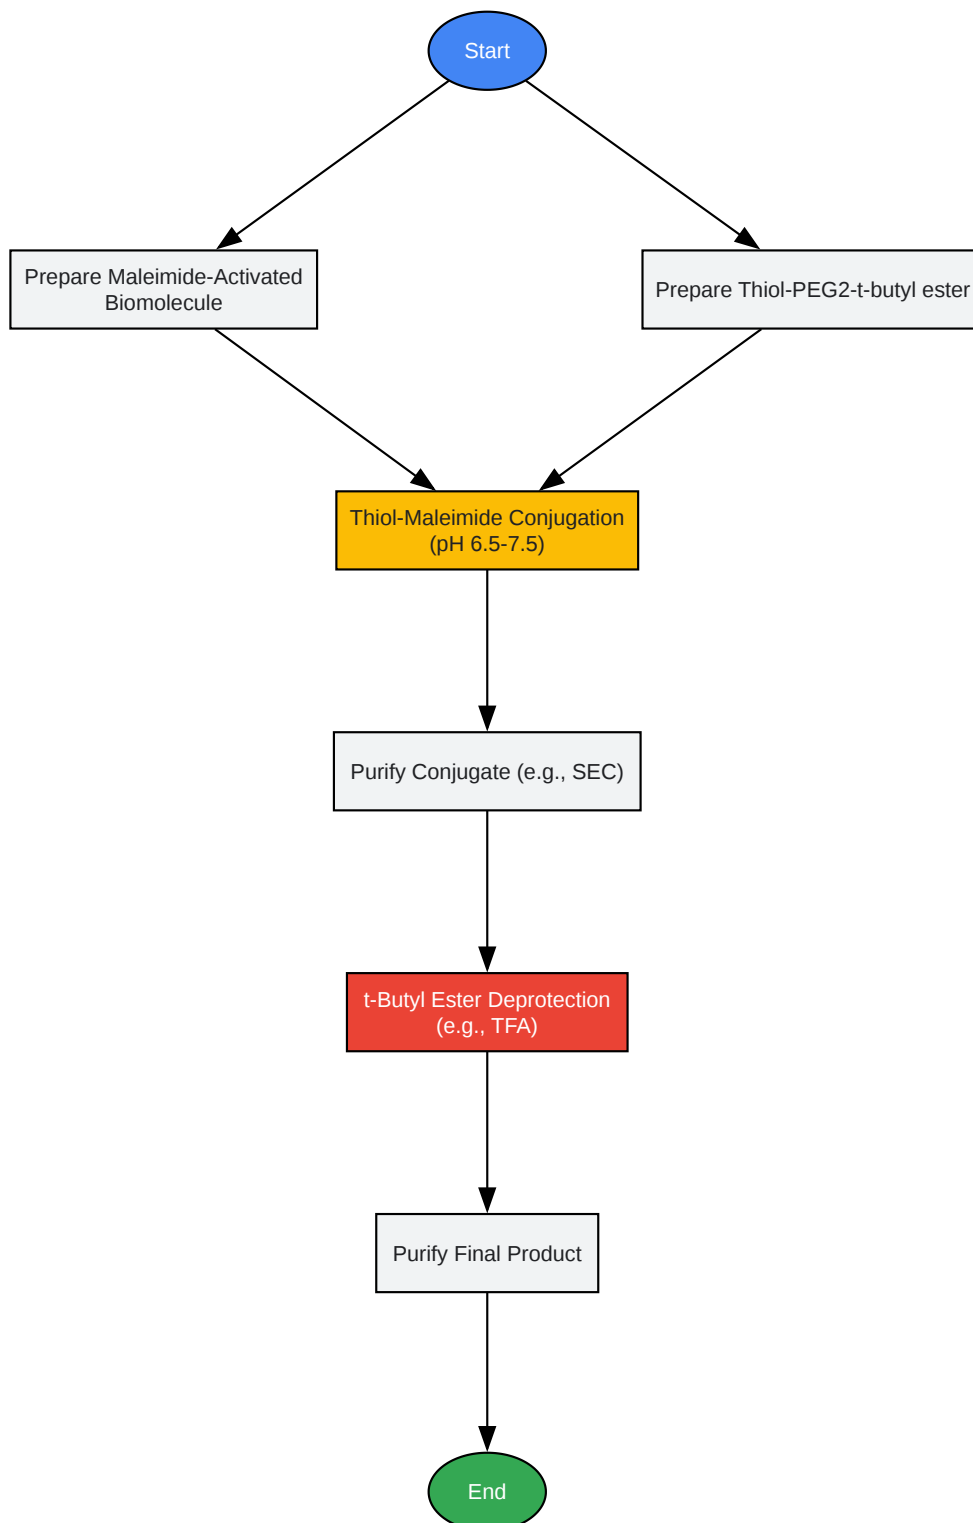 Start
Prepare Maleimide-Activated
Biomolecule
Prepare Thiol-PEG2-t-butyl ester
Thiol-Maleimide Conjugation
(pH 6.5-7.5)
Purify Conjugate (e.g., SEC)
t-Butyl Ester Deprotection
(e.g., TFA)
Purify Final Product
End